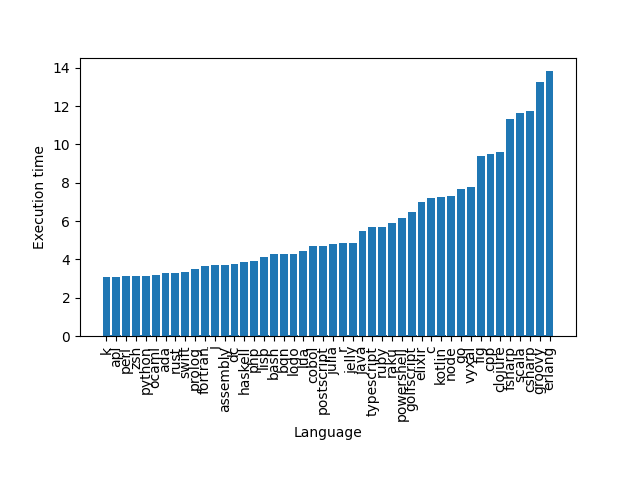 14
12
10
8
6
4
2
0
Execution time
k
apl
perl
zsh
python
ocaml
ada
rust
swift
prolog
fortran
j
assembly
dc
haskell
php
lisp
bash
bqn
logo
lua
cobol
postscript
julia
r
jelly
java
typescript
ruby
raku
powershell
golfscript
elixir
c
kotlin
node
go
vyxal
fig
cpp
clojure
fsharp
scala
csharp
groovy
erlang
Language